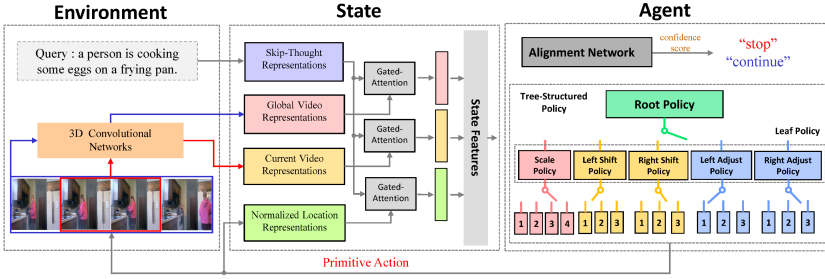 Environment
State
Agent
Query : a person is cooking
some eggs on a frying pan.
3D Convolutional
Networks
Skip-Thought
Representations
Global Video
Representations
Current Video
Representations
Normalized Location
Representations
Gated-
Attention
Gated-
Attention
Gated-
Attention
State Features
Alignment Network
confidence
score
“stop”
“continue”
Tree-Structured
Policy
Root Policy
Leaf Policy
Scale
Policy
Left Shift
Policy
Right Shift
Policy
Left Adjust
Policy
Right Adjust
Policy
1 2 3 4 1 2 3 1 2 3 1 2 3 1 2 3
Primitive Action